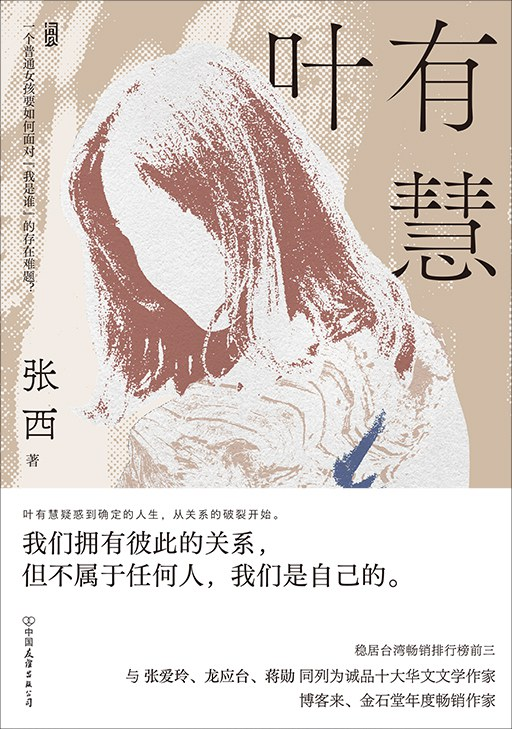 叶有慧
一个普通女孩要如何面对「我是谁」的存在难题？
张西 著
叶有慧疑惑到确定的人生，从关系的破裂开始。
我们拥有彼此的关系，
但不属于任何人，我们是自己的。
稳居台湾畅销排行榜前三
与 张爱玲、龙应台、蒋勋 同列为诚品十大华文文学作家
博客来、金石堂年度畅销作家
中国友谊出版公司